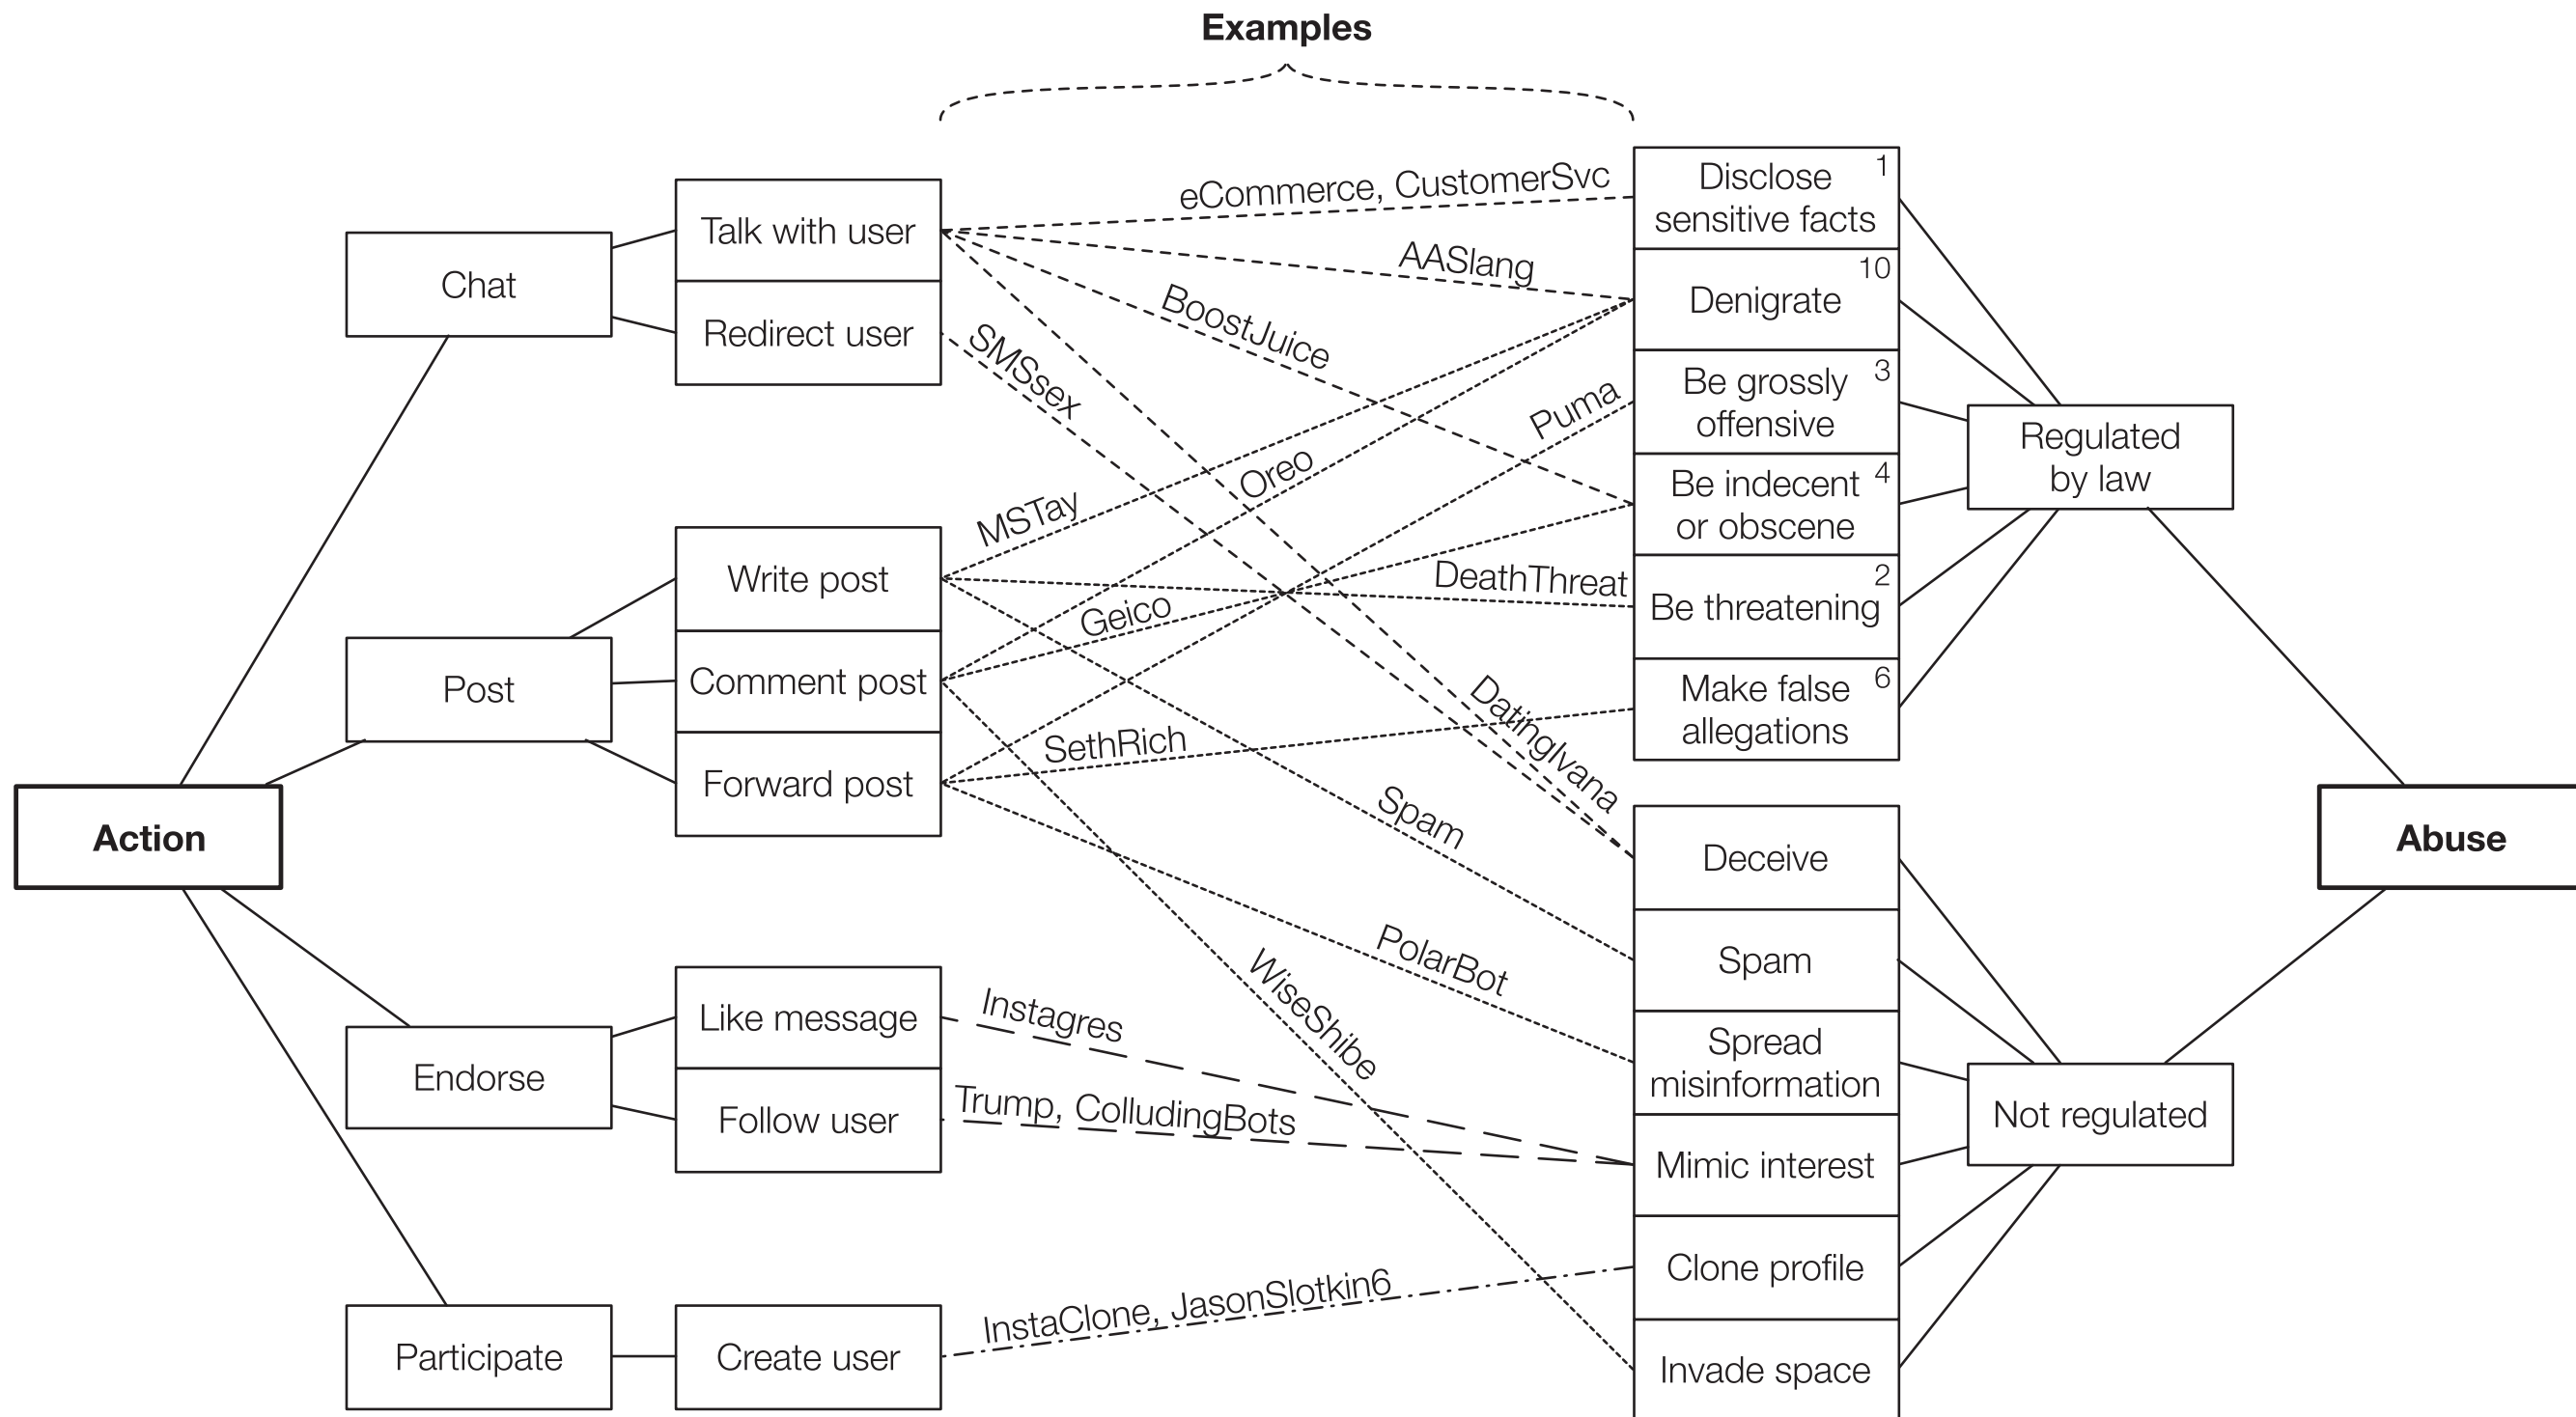 Examples
Chat
Talk with user
Redirect user
Post
Write post
Comment post
Forward post
Action
Endorse
Like message
Follow user
Participate
Create user
eCommerce, CustomerSvc
AASlang
BoostJuice
SMSsex
Puma
Oreo
MSTay
DeathThreat
Geico
DatingIvana
SethRich
Spam
PolarBot
WiseShibe
Instagres
Trump, ColludingBots
InstaClone, JasonSlotkin6
Disclose 1
sensitive facts
10
Denigrate
Be grossly 3
offensive
Be indecent 4
or obscene
2
Be threatening
Make false 6
allegations
Deceive
Spam
Spread
misinformation
Mimic interest
Clone profile
Invade space
Regulated
by law
Not regulated
Abuse